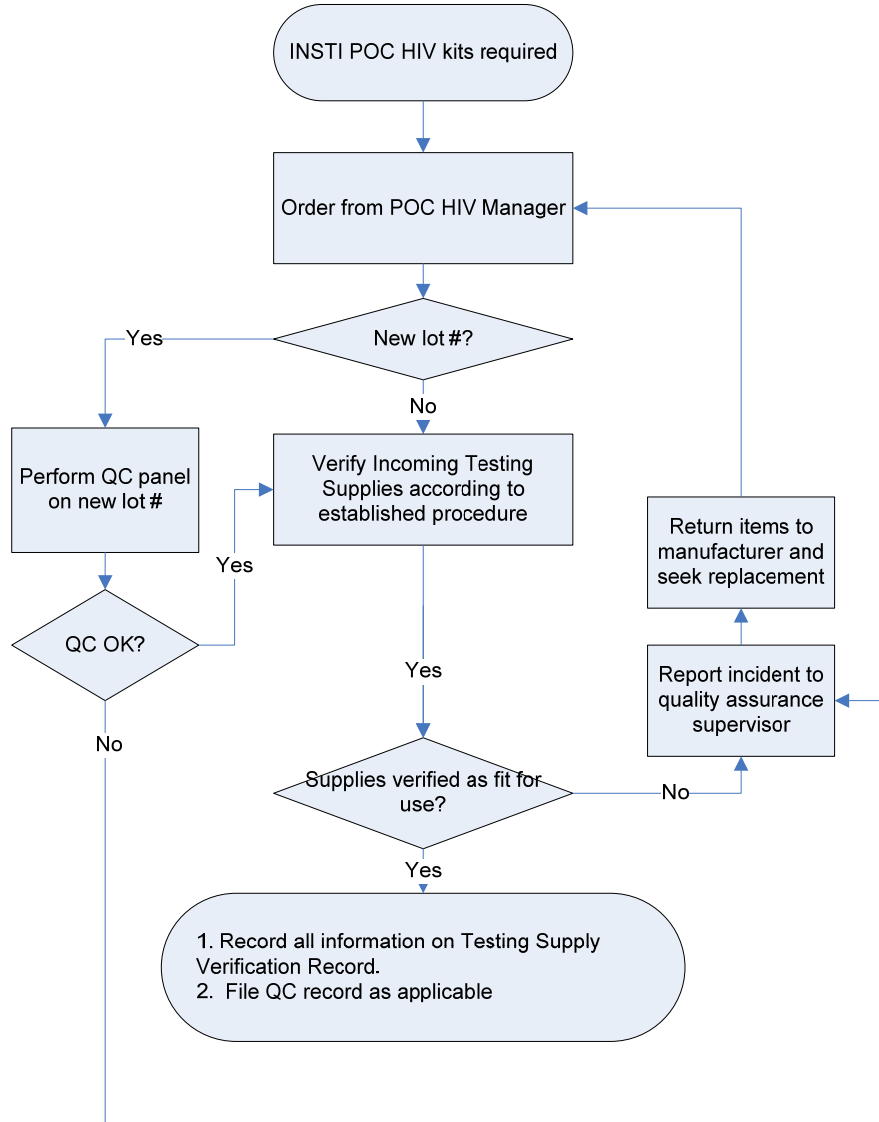 INSTI POC HIV kits required
Order from POC HIV Manager
New lot #?
Yes
No
Perform QC panel
on new lot #
Verify Incoming Testing
Supplies according to
established procedure
Return items to
manufacturer and
seek replacement
Yes
QC OK?
Yes
Report incident to
quality assurance
supervisor
No
Supplies verified as fit for
use?
No
Yes
1. Record all information on Testing Supply
Verification Record.
2.  File QC record as applicable